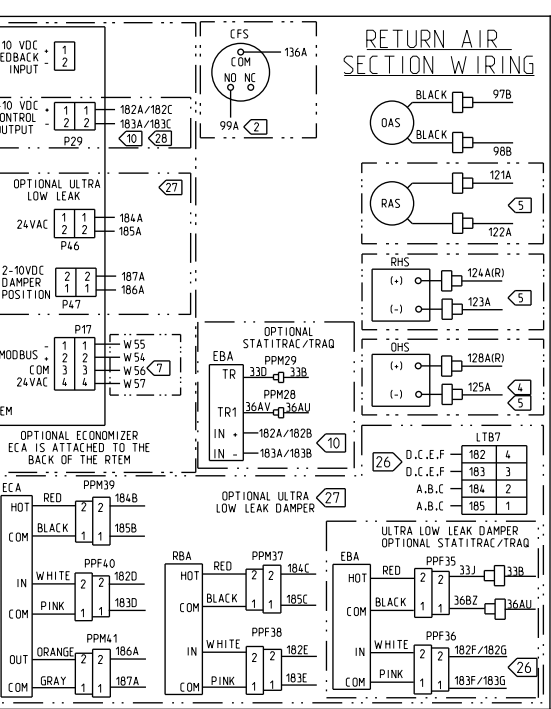 RETURN AIR
SECTION WIRING
10 VDC + 1
EDBACK - 2
INPUT
-10 VDC + 1 1 182A/182C
ONTROL - 2 2 183A/183C
UTPUT P29 10 28
CFS
COM 136A
NO NC
99A 2
OAS
BLACK 97B
BLACK 98B
OPTIONAL ULTRA
LOW LEAK
27
24VAC 1 1 184A
2 2 185A
P46
2-10VDC 2 2 187A
DAMPER 1 1 186A
POSITION P47
RAS
121A
5
122A
RHS
(+) 124A(R)
(-) 123A
5
P17
- 1 1 W55
MODBUS + 2 2 W54
COM 3 3 W56 7
24VAC 4 4 W57
EM
OPTIONAL
STATITRAC/TRAQ
EBA PPM29
TR 33D 33B
PPM28
TR1 36AV 36AU
IN + 182A/182B
IN - 183A/183B
10
OHS
(+) 128A(R)
(-) 125A
4
5
OPTIONAL ECONOMIZER
ECA IS ATTACHED TO THE
BACK OF THE RTEM
26
LTB7
D.C.E.F 182 4
D.C.E.F 183 3
A.B.C 184 2
A.B.C 185 1
OPTIONAL ULTRA
LOW LEAK DAMPER
27
ECA PPM39
HOT RED 2 2 184B
COM BLACK 1 1 185B
PPF40
IN WHITE 2 2 182D
COM PINK 1 1 183D
PPM41
OUT ORANGE 2 2 186A
COM GRAY 1 1 187A
RBA PPM37
HOT RED 2 2 184C
COM BLACK 1 1 185C
PPF38
IN WHITE 2 2 182E
COM PINK 1 1 183E
ULTRA LOW LEAK DAMPER
OPTIONAL STATITRAC/TRAQ
EBA PPF35
HOT RED 2 2 33J 33B
COM BLACK 1 1 36BZ 36AU
PPF36
IN WHITE 2 2 182F/182G
COM PINK 1 1 183F/183G
26